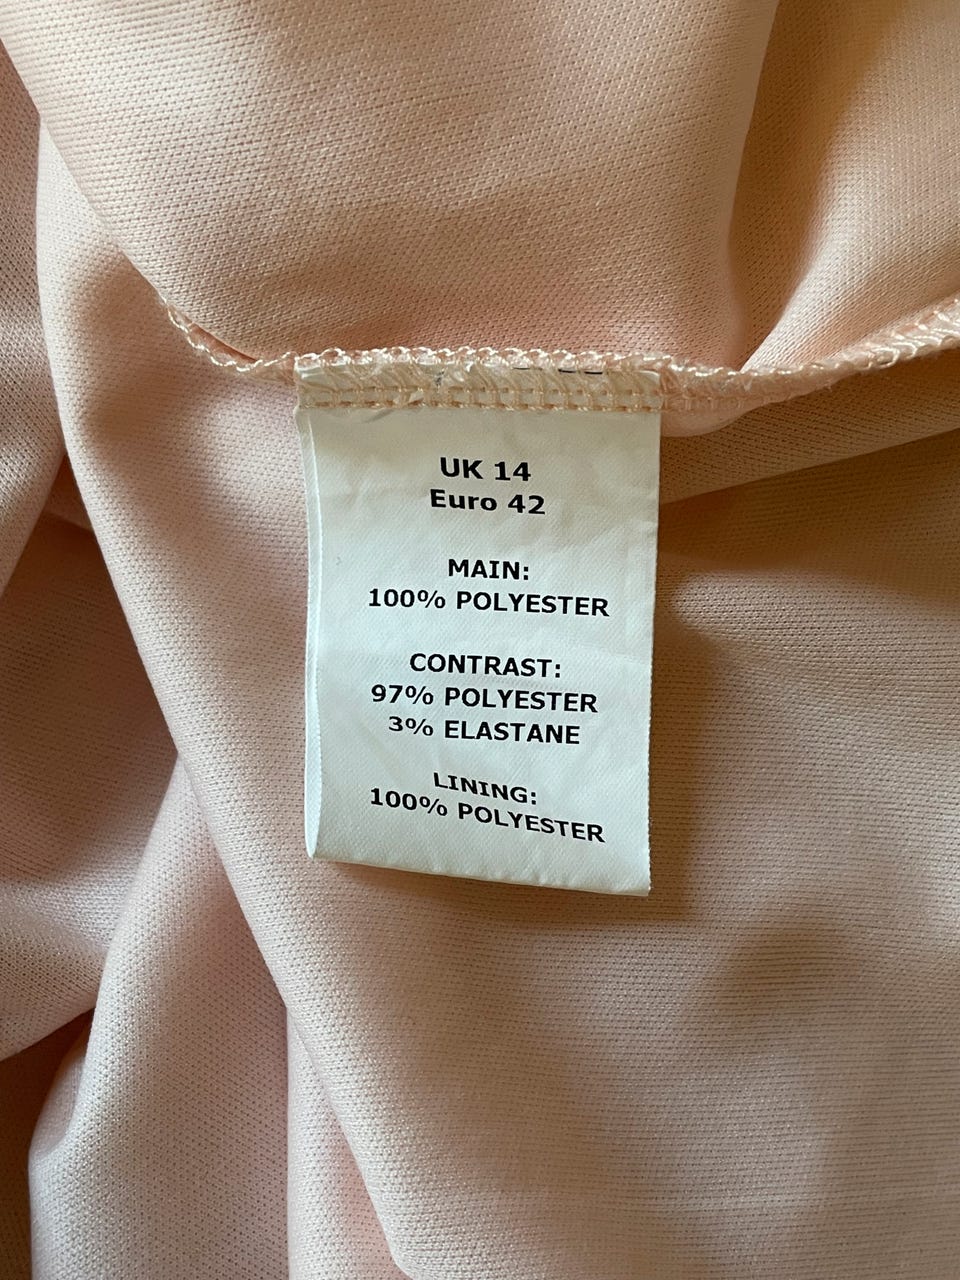 UK 14
Euro 42
MAIN:
100% POLYESTER
CONTRAST:
97% POLYESTER
3% ELASTANE
LINING:
100% POLYESTER